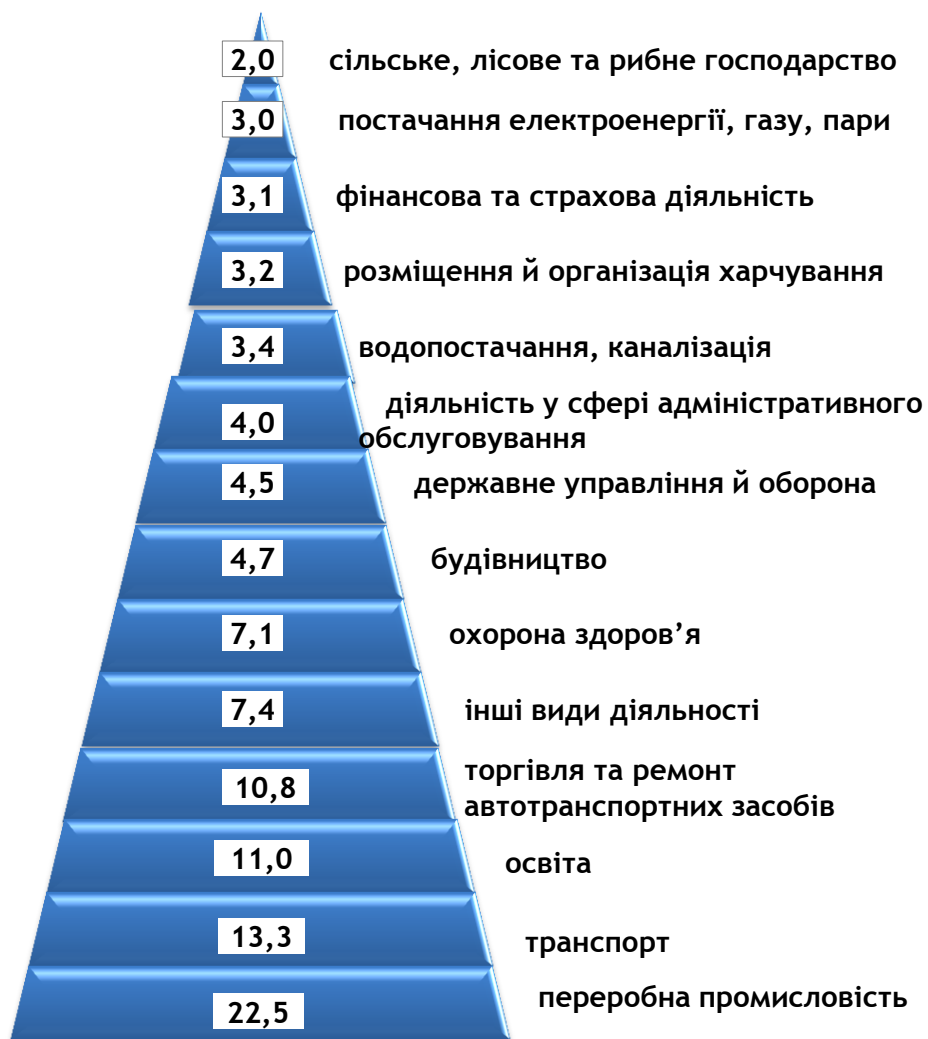 2,0 сільське, лісове та рибне господарство
3,0 постачання електроенергії, газу, пари
3,1 фінансова та страхова діяльність
3,2 розміщення й організація харчування
3,4 водопостачання, каналізація
4,0 діяльність у сфері адміністративного
обслуговування
4,5 державне управління й оборона
4,7 будівництво
7,1 охорона здоров’я
7,4 інші види діяльності
10,8 торгівля та ремонт
автотранспортних засобів
11,0 освіта
13,3 транспорт
22,5 переробна промисловість